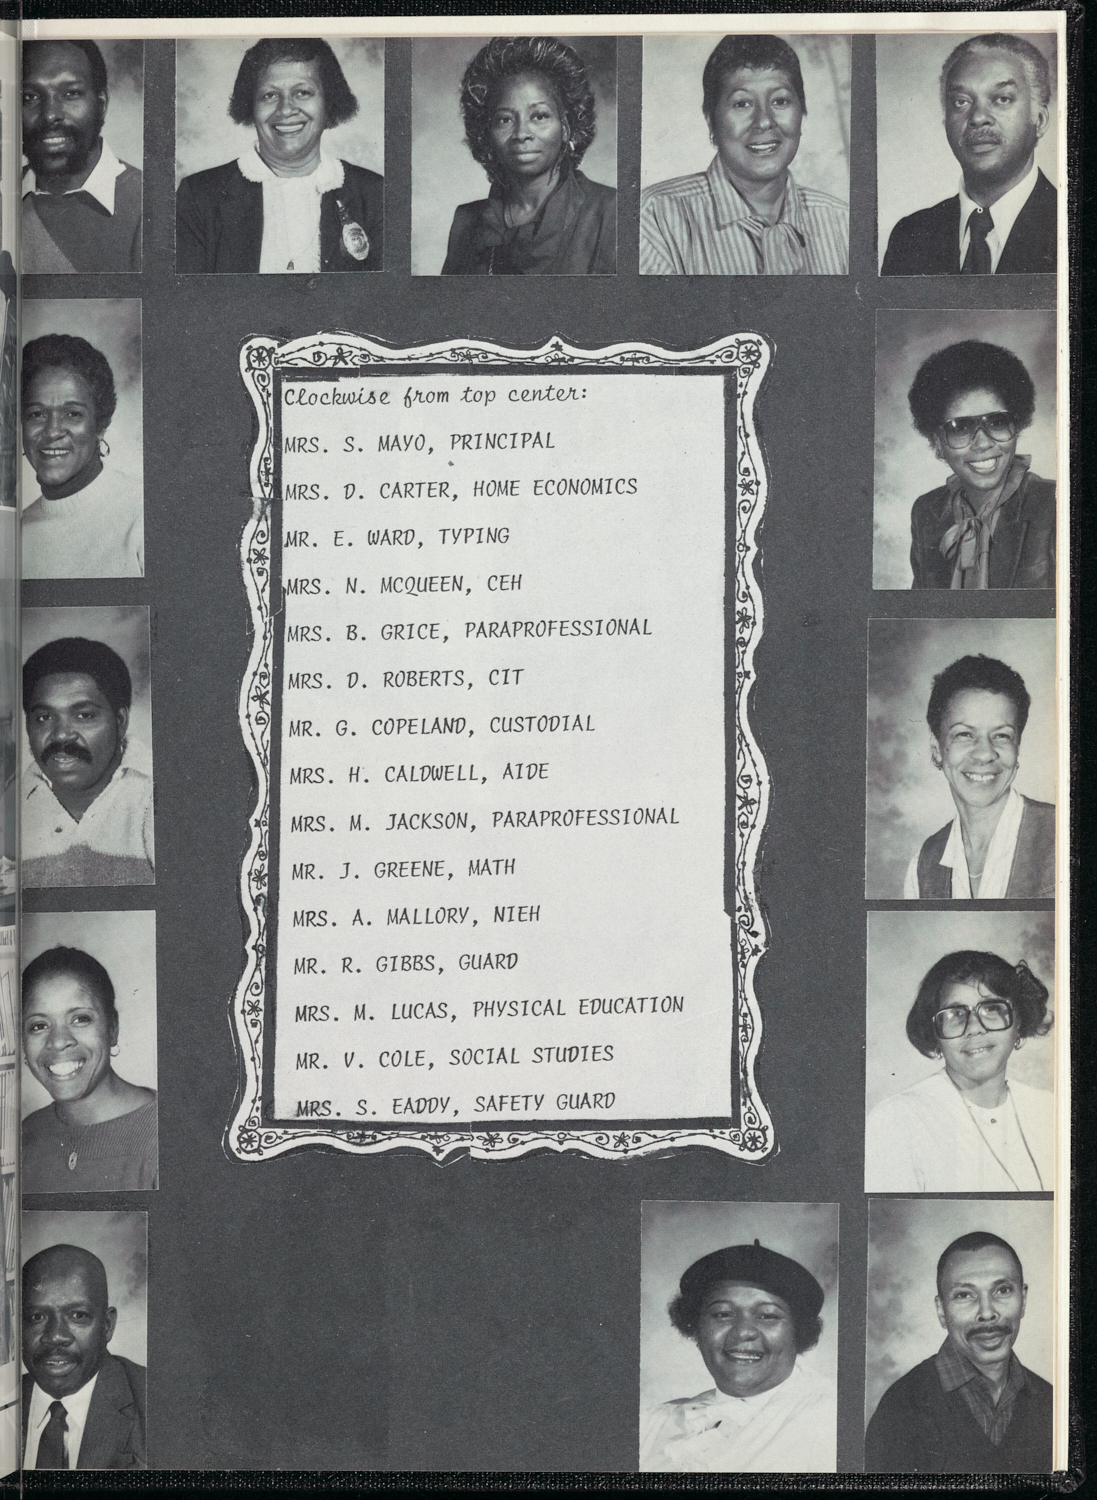 Clockwise from top center:
MRS. S. MAYO, PRINCIPAL
MRS. D. CARTER, HOME ECONOMICS
MR. E. WARD, TYPING
MRS. N. MCQUEEN, CEH
MRS. B. GRICE, PARAPROFESSIONAL
MRS. D. ROBERTS, CIT
MR. G. COPELAND, CUSTODIAL
MRS. H. CALDWELL, AIDE
MRS. M. JACKSON, PARAPROFESSIONAL
MR. J. GREENE, MATH
MRS. A. MALLORY, NIEH
MR. R. GIBBS, GUARD
MRS. M. LUCAS, PHYSICAL EDUCATION
MR. V. COLE, SOCIAL STUDIES
MRS. S. EADDY, SAFETY GUARD